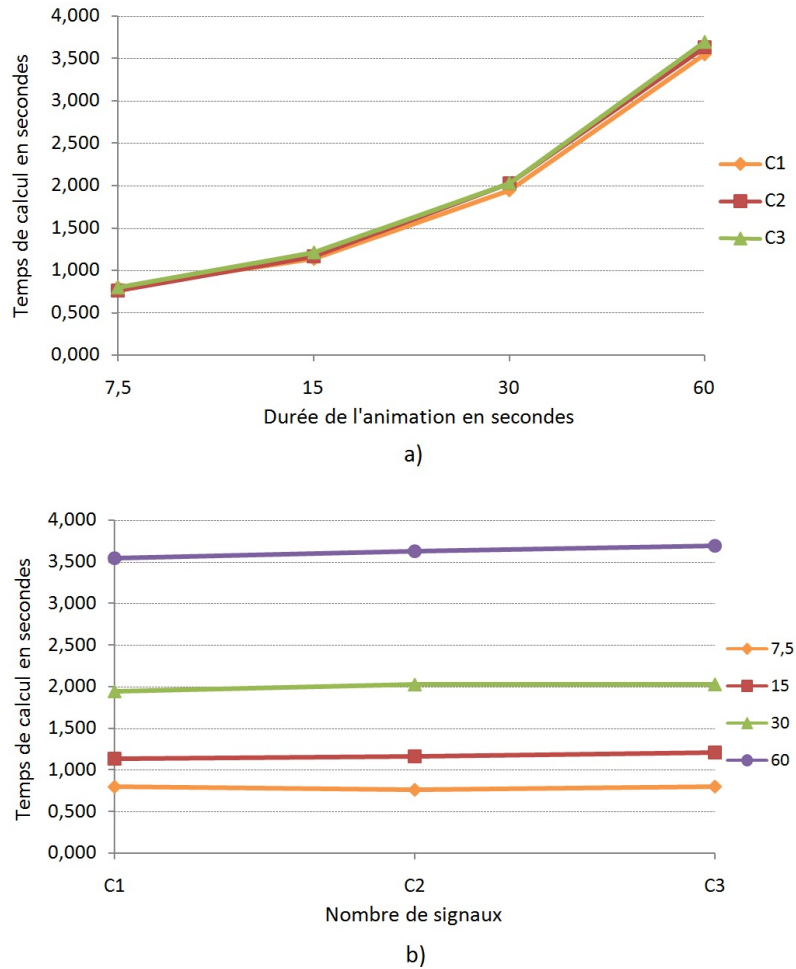 4,000
3,500
3,000
2,500
2,000
1,500
1,000
0,500
0,000
Temps de calcul en secondes
7,5 15 30 60
Durée de l'animation en secondes
C1
C2
C3
a)
4,000
3,500
3,000
2,500
2,000
1,500
1,000
0,500
0,000
Temps de calcul en secondes
C1 C2 C3
Nombre de signaux
7,5
15
30
60
b)